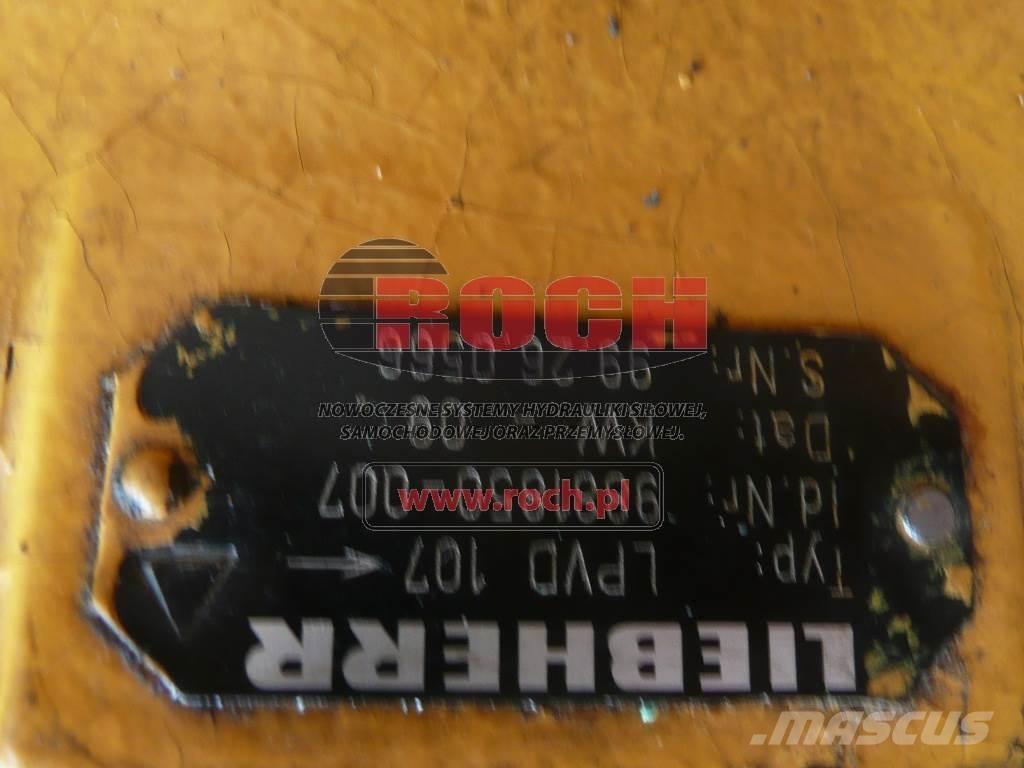 LIEBHERR
Typ: LPVD 107
Id.Nr:
Dat: KW
S.Nr:
ROCH
NOWOCZESNE SYSTEMY HYDRAULIKI SIŁOWEJ,
SAMOCHODOWEJ ORAZ PRZEMYSŁOWEJ.
www.roch.pl
MASCUS